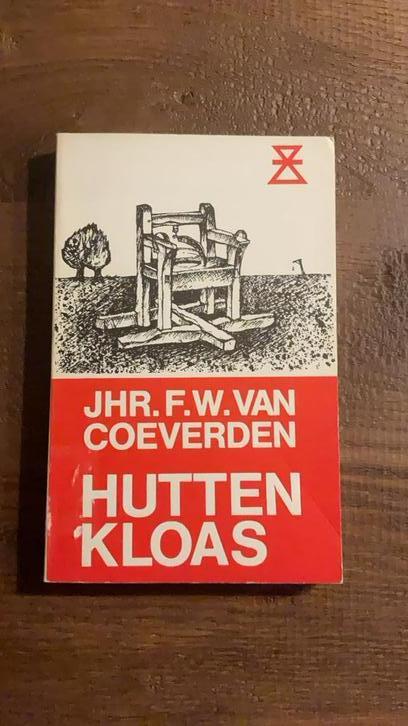 JHR. F. W. VAN
COEVERDEN
HUTTEN
KLOAS